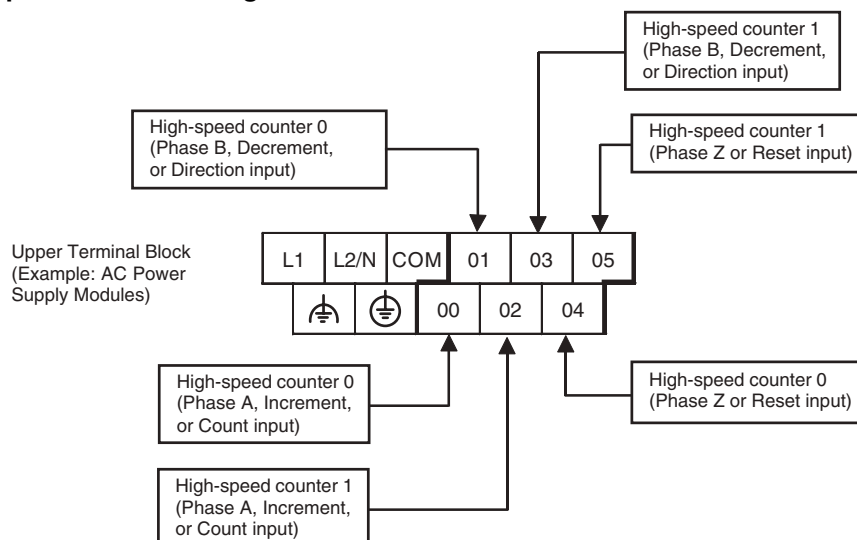 High-speed counter 1
(Phase B, Decrement,
or Direction input)
High-speed counter 0
(Phase B, Decrement,
or Direction input)
High-speed counter 1
(Phase Z or Reset input)
Upper Terminal Block
(Example: AC Power
Supply Modules)
L1 L2/N COM 01 03 05
00 02 04
High-speed counter 0
(Phase A, Increment,
or Count input)
High-speed counter 0
(Phase Z or Reset input)
High-speed counter 1
(Phase A, Increment,
or Count input)